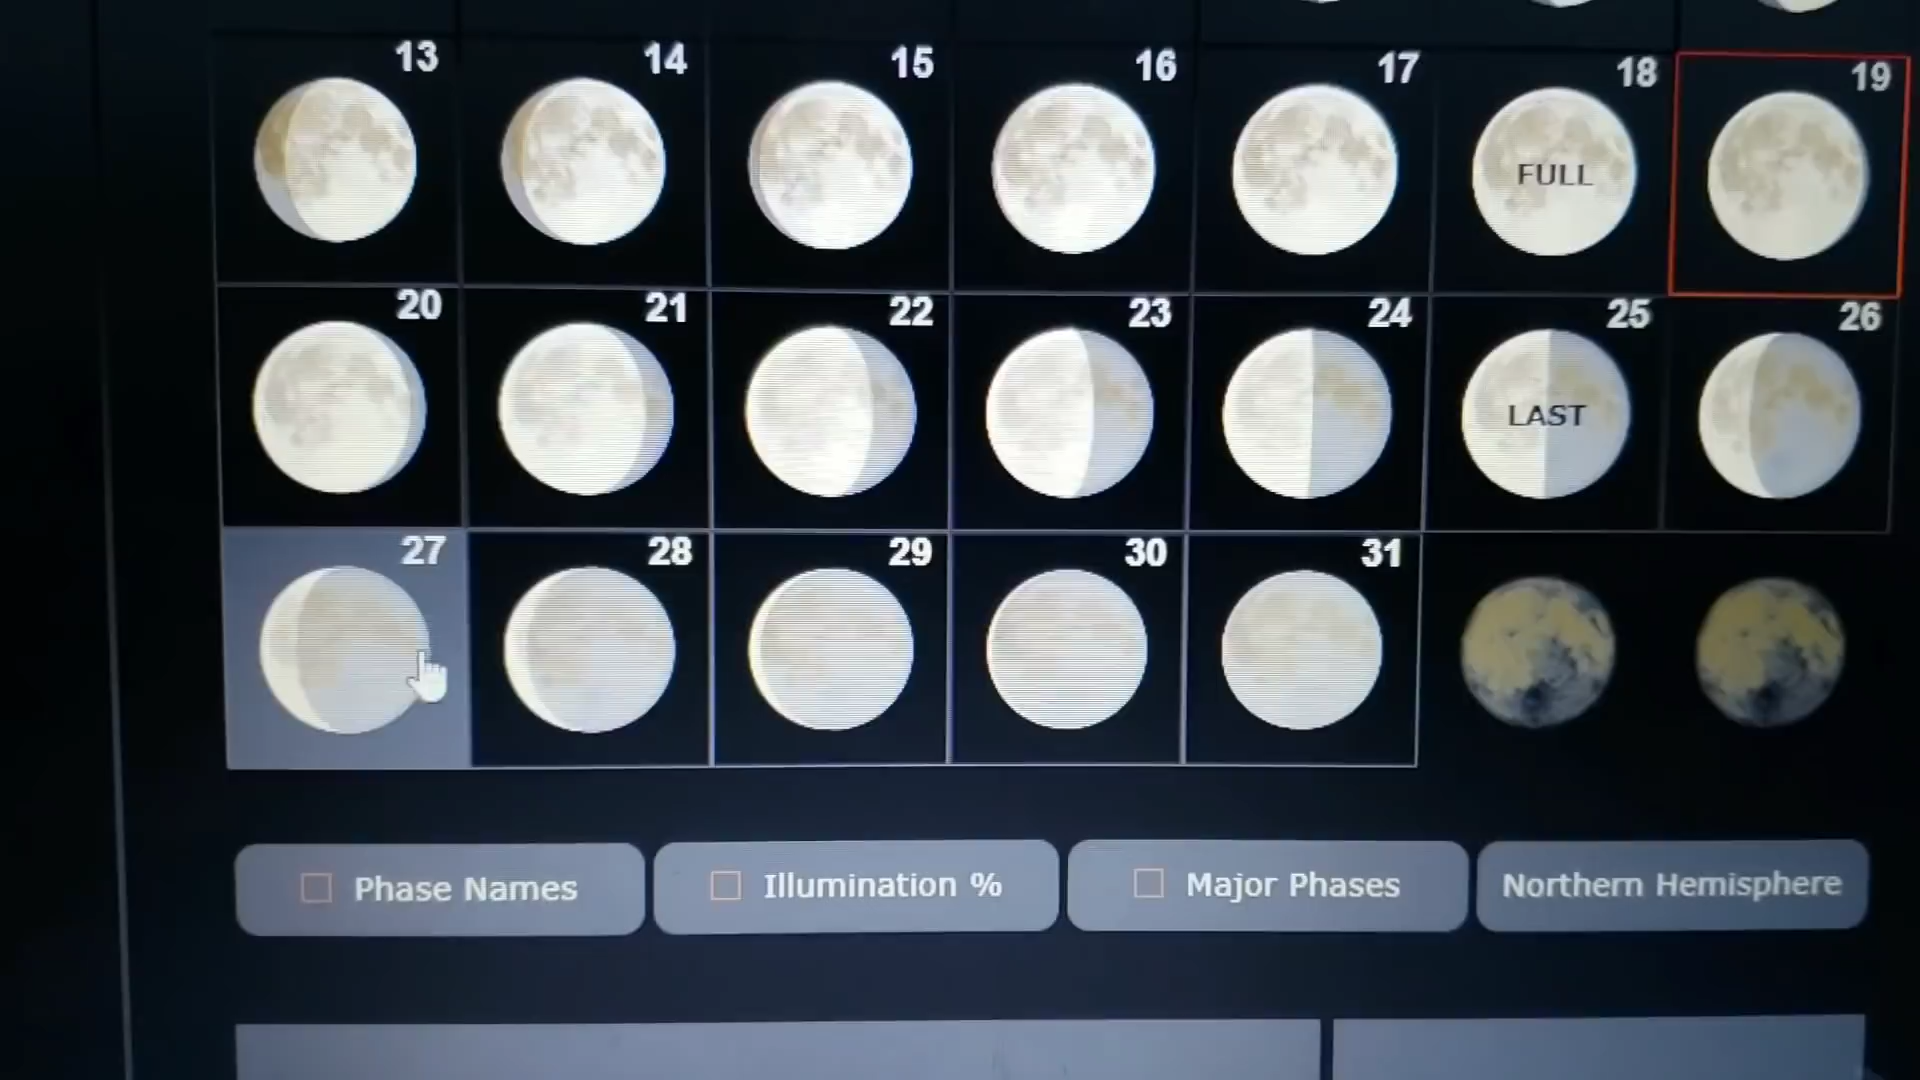 13 14 15 16 17 18 19
FULL
20 21 22 23 24 25 26
LAST
27 28 29 30 31
Phase Names Illumination % Major Phases Northern Hemisphere